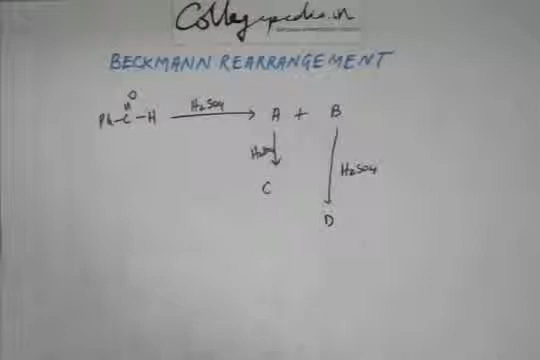 Collegepedia.in
BECKMANN REARRANGEMENT
O
Ph-C-H H2SO4 A + B
H2SO4
C
D